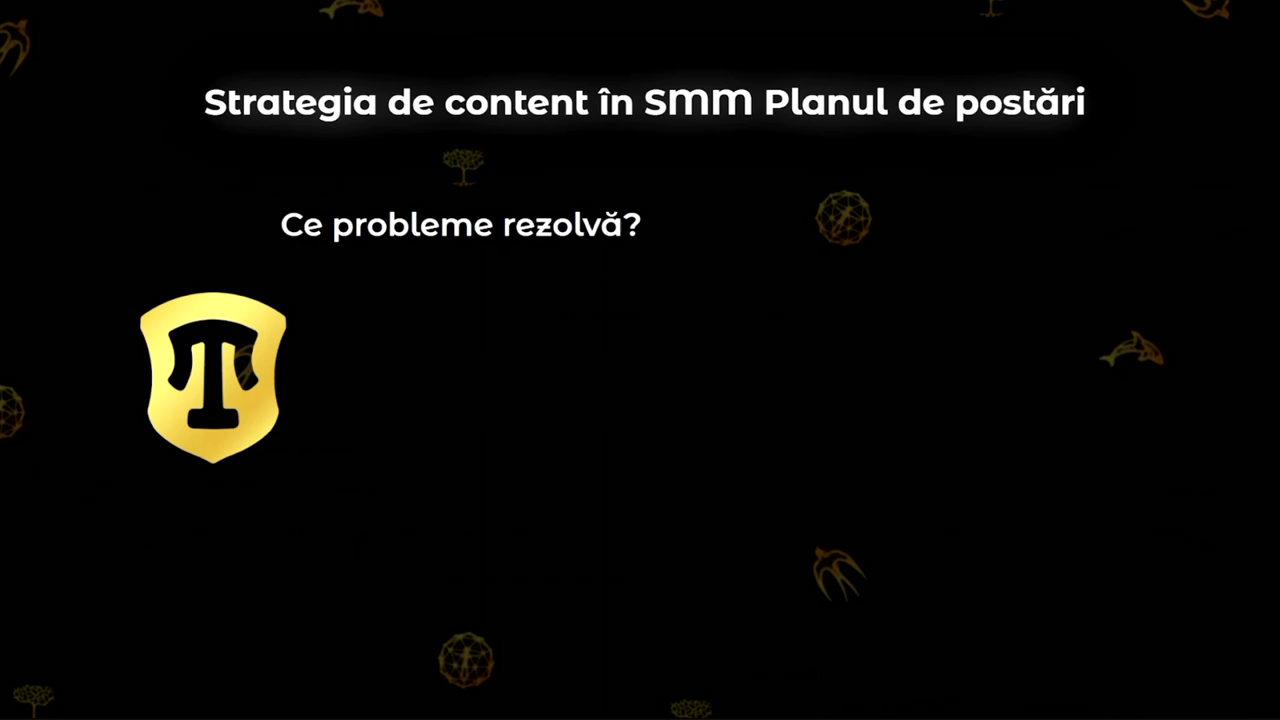 Strategia de content în SMM Planul de postări
Ce probleme rezolvă?
T